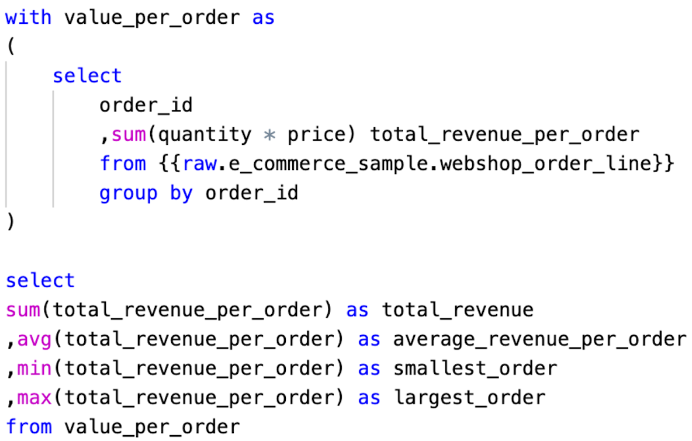 with value_per_order as
(
    select
        order_id
        ,sum(quantity * price) total_revenue_per_order
        from {{raw.e_commerce_sample.webshop_order_line}}
        group by order_id
)

select
sum(total_revenue_per_order) as total_revenue
,avg(total_revenue_per_order) as average_revenue_per_order
,min(total_revenue_per_order) as smallest_order
,max(total_revenue_per_order) as largest_order
from value_per_order